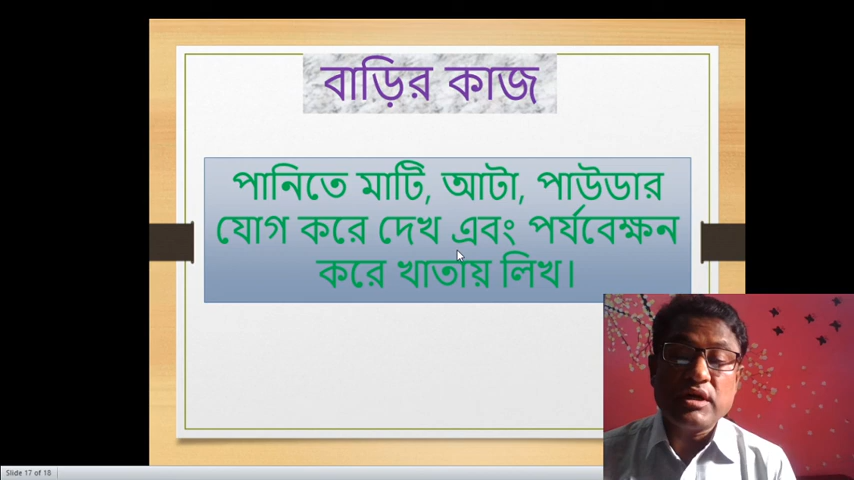 বাড়ির কাজ
পানিতে মাটি, আটা, পাউডার
যোগ করে দেখ এবং পর্যবেক্ষন
করে খাতায় লিখ।
Slide 17 of 18